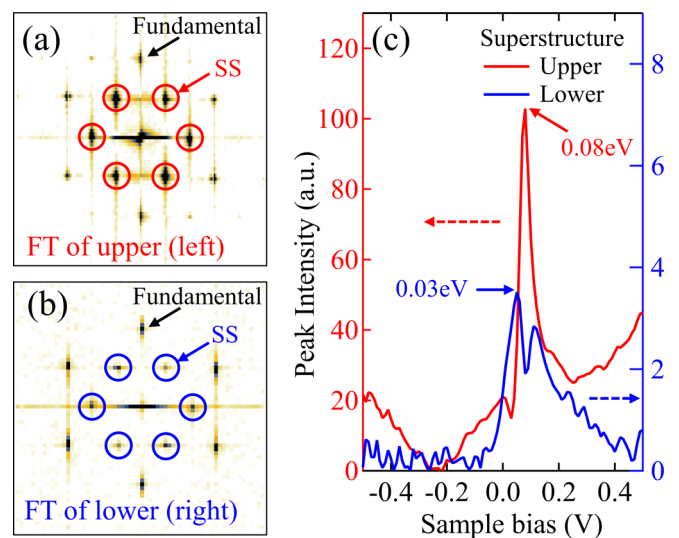 (a)
Fundamental
SS
FT of upper (left)
(b)
Fundamental
SS
FT of lower (right)
(c)
Superstructure
Upper
Lower
0.08eV
0.03eV
Peak Intensity (a.u.)
120
100
80
60
40
20
0
8
6
4
2
0
-0.4 -0.2 0.0 0.2 0.4
Sample bias (V)